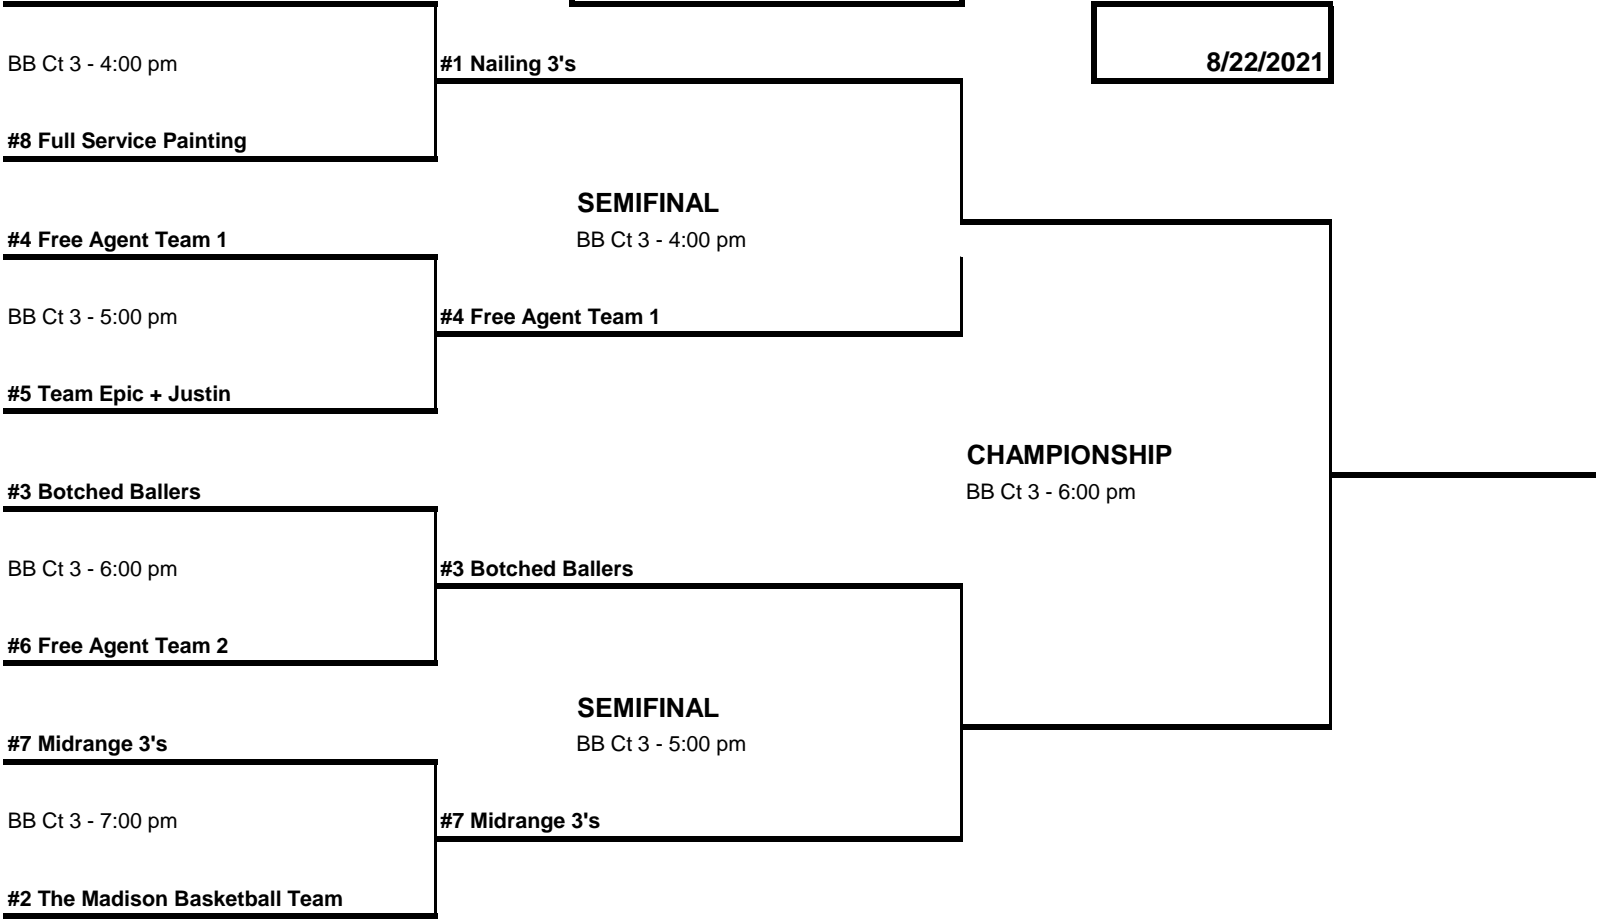 BB Ct 3 - 4:00 pm
#1 Nailing 3's
8/22/2021
#8 Full Service Painting
SEMIFINAL
#4 Free Agent Team 1
BB Ct 3 - 4:00 pm
BB Ct 3 - 5:00 pm
#4 Free Agent Team 1
#5 Team Epic + Justin
CHAMPIONSHIP
#3 Botched Ballers
BB Ct 3 - 6:00 pm
BB Ct 3 - 6:00 pm
#3 Botched Ballers
#6 Free Agent Team 2
SEMIFINAL
#7 Midrange 3's
BB Ct 3 - 5:00 pm
BB Ct 3 - 7:00 pm
#7 Midrange 3's
#2 The Madison Basketball Team